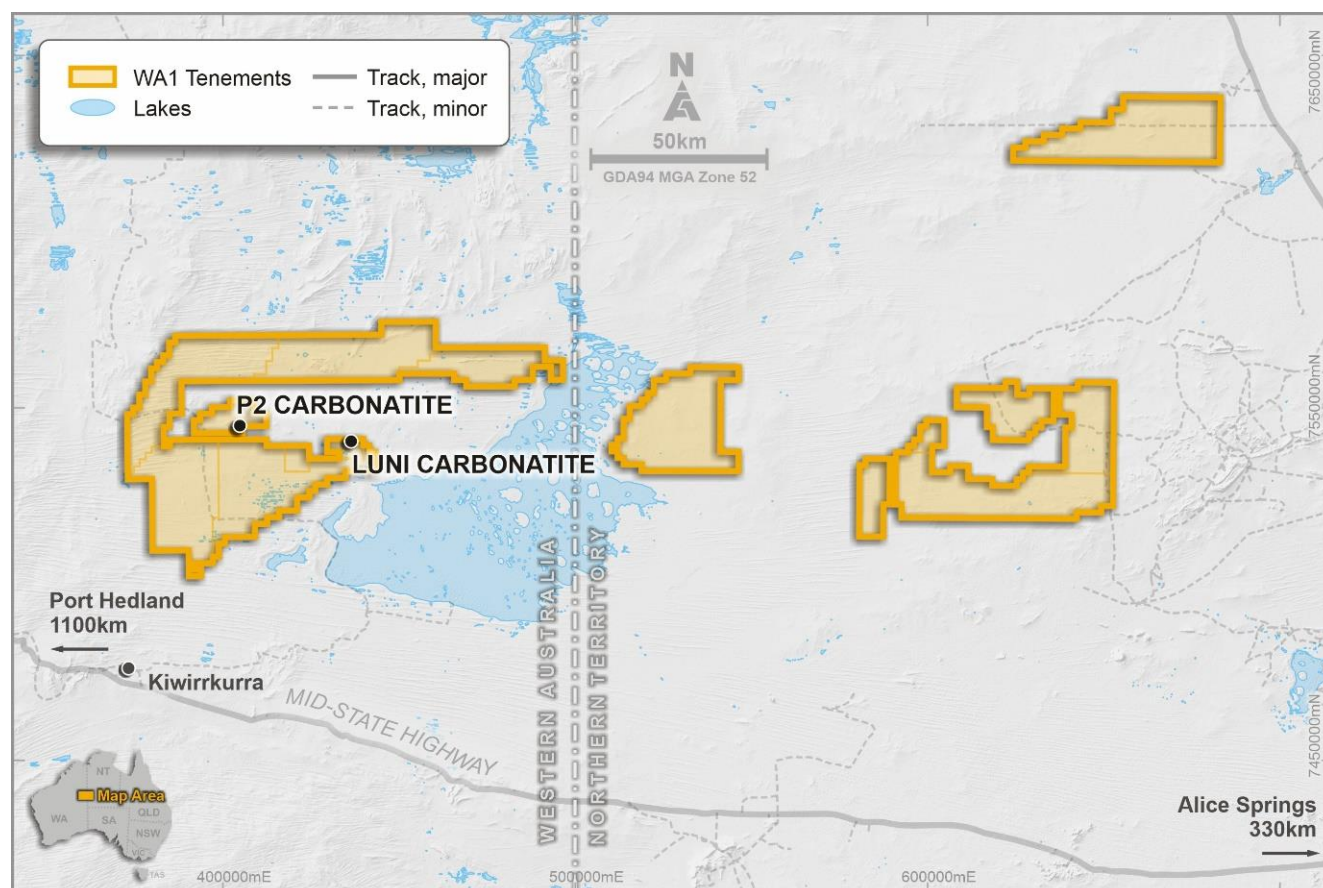 WA1 Tenements
Lakes
Track, major
Track, minor
N
50km
GDA94 MGA Zone 52
7650000mN
P2 CARBONATITE
LUNI CARBONATITE
7550000mN
WESTERN AUSTRALIA
NORTHERN TERRITORY
Port Hedland
1100km
Kiwirrkurra
MID-STATE HIGHWAY
7450000mN
Alice Springs
330km
NT
Map Area
WA
QLD
SA
NSW
VIC
TAS
400000mE
500000mE
600000mE